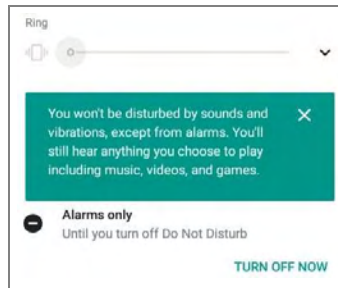 Ring
You won't be disturbed by sounds and
vibrations, except from alarms. You'll
still hear anything you choose to play
including music, videos, and games.
Alarms only
Until you turn off Do Not Disturb
TURN OFF NOW